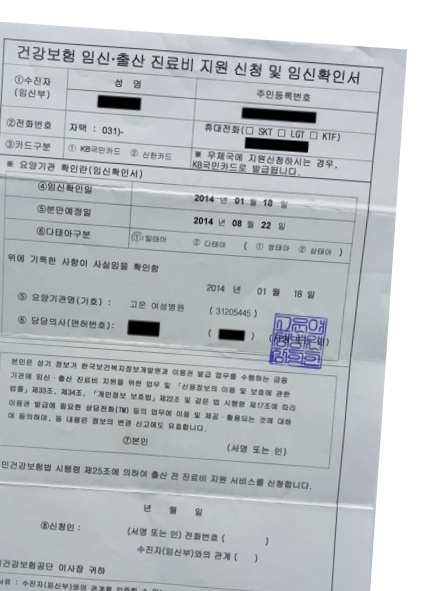 건강보험 임신·출산 진료비 지원 신청 및 임신확인서
①수진자
(임신부)
성 명
주민등록번호
②전화번호
자택 : 031)-
휴대전화(□ SKT □ LGT □ KTF)
③카드구분
① KB국민카드 ② 신한카드
※ 우체국에 지원신청하시는 경우,
KB국민카드로 발급됩니다.
※ 요양기관 확인란(임신확인서)
④임신확인일
2014 년 01 월 18 일
⑤분만예정일
2014 년 08 월 22 일
⑥다태아구분
① 일태아 ② 다태아 ( ① 쌍태아 ② 삼태아 )
위에 기록한 사항이 사실임을 확인함
2014 년 01 월 18 일
⑤ 요양기관명(기호) : 고운 여성병원 ( 31205445 )
⑥ 담당의사(면허번호): ( )
본인은 상기 정보가 한국보건복지정보개발원과 이용권 발급 업무를 수행하는 금융
기관에 임신·출산 진료비 지원을 위한 업무 및 「신용정보의 이용 및 보호에 관한
법률」제33조, 제34조, 「개인정보 보호법」제22조 및 같은 법 시행령 제17조에 따라
이용권 발급에 필요한 상담전화(TM) 등의 업무에 이용 및 제공·활용되는 것에 대하
여 동의하며, 동 내용은 정보의 변경 신고에도 유효합니다.
⑦본인 (서명 또는 인)
민건강보험법 시행령 제25조에 의하여 출산 전 진료비 지원 서비스를 신청합니다.
년 월 일
⑧신청인 : (서명 또는 인) 전화번호 ( )
수진자(임신부)와의 관계 ( )
건강보험공단 이사장 귀하
서류 : 수진자(임신부)와의 관계를